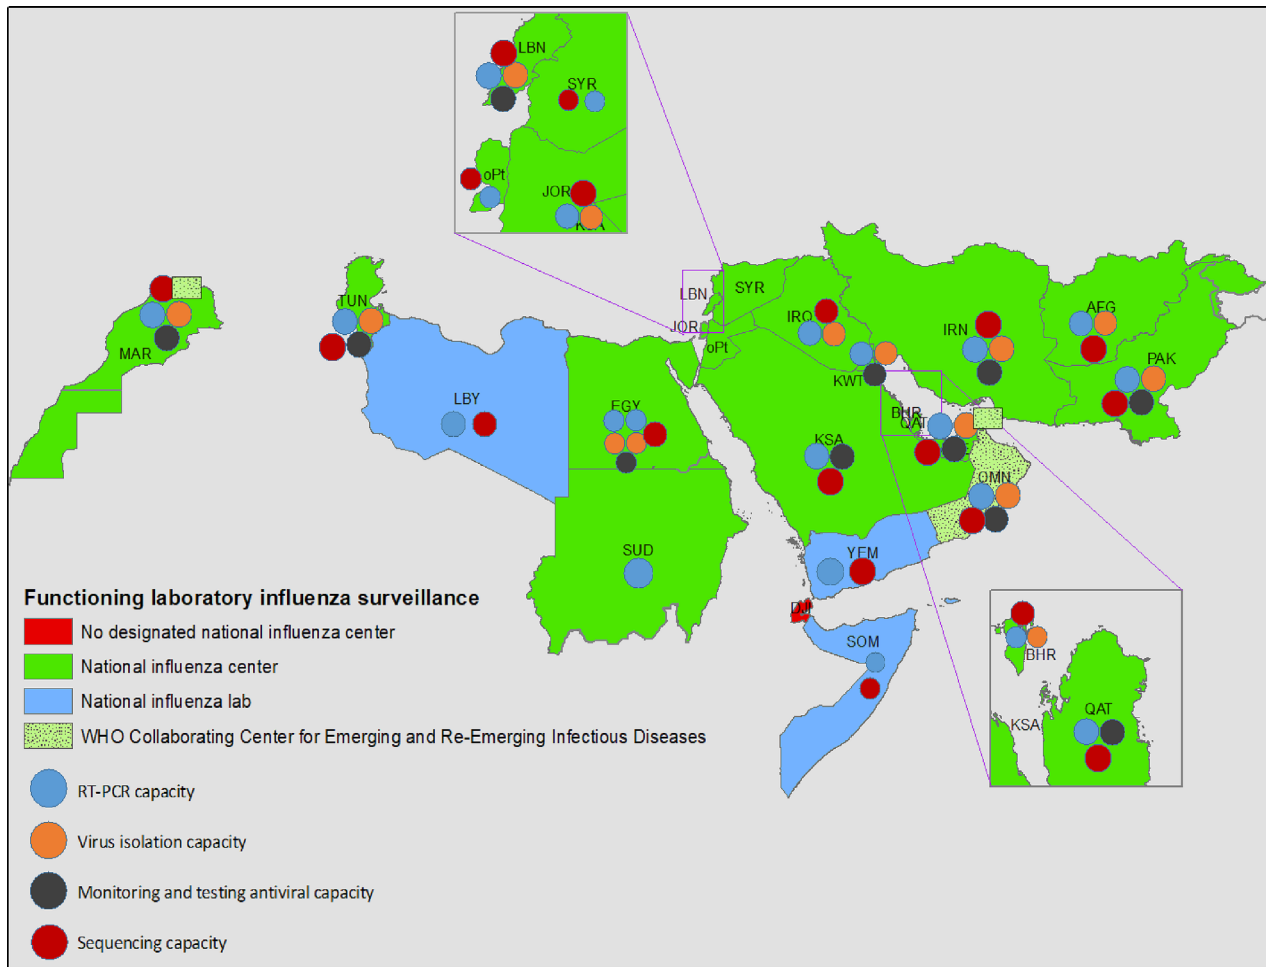 LBN
SYR
oPt
JOR
KSA
TUN
MAR
LBN
SYR
JOR
oPt
IRQ
IRN
AFG
PAK
KWT
LBY
EGY
BHR
QAT
KSA
OMN
SUD
YEM
DJI
SOM
BHR
KSA
QAT
Functioning laboratory influenza surveillance
No designated national influenza center
National influenza center
National influenza lab
WHO Collaborating Center for Emerging and Re-Emerging Infectious Diseases
RT-PCR capacity
Virus isolation capacity
Monitoring and testing antiviral capacity
Sequencing capacity